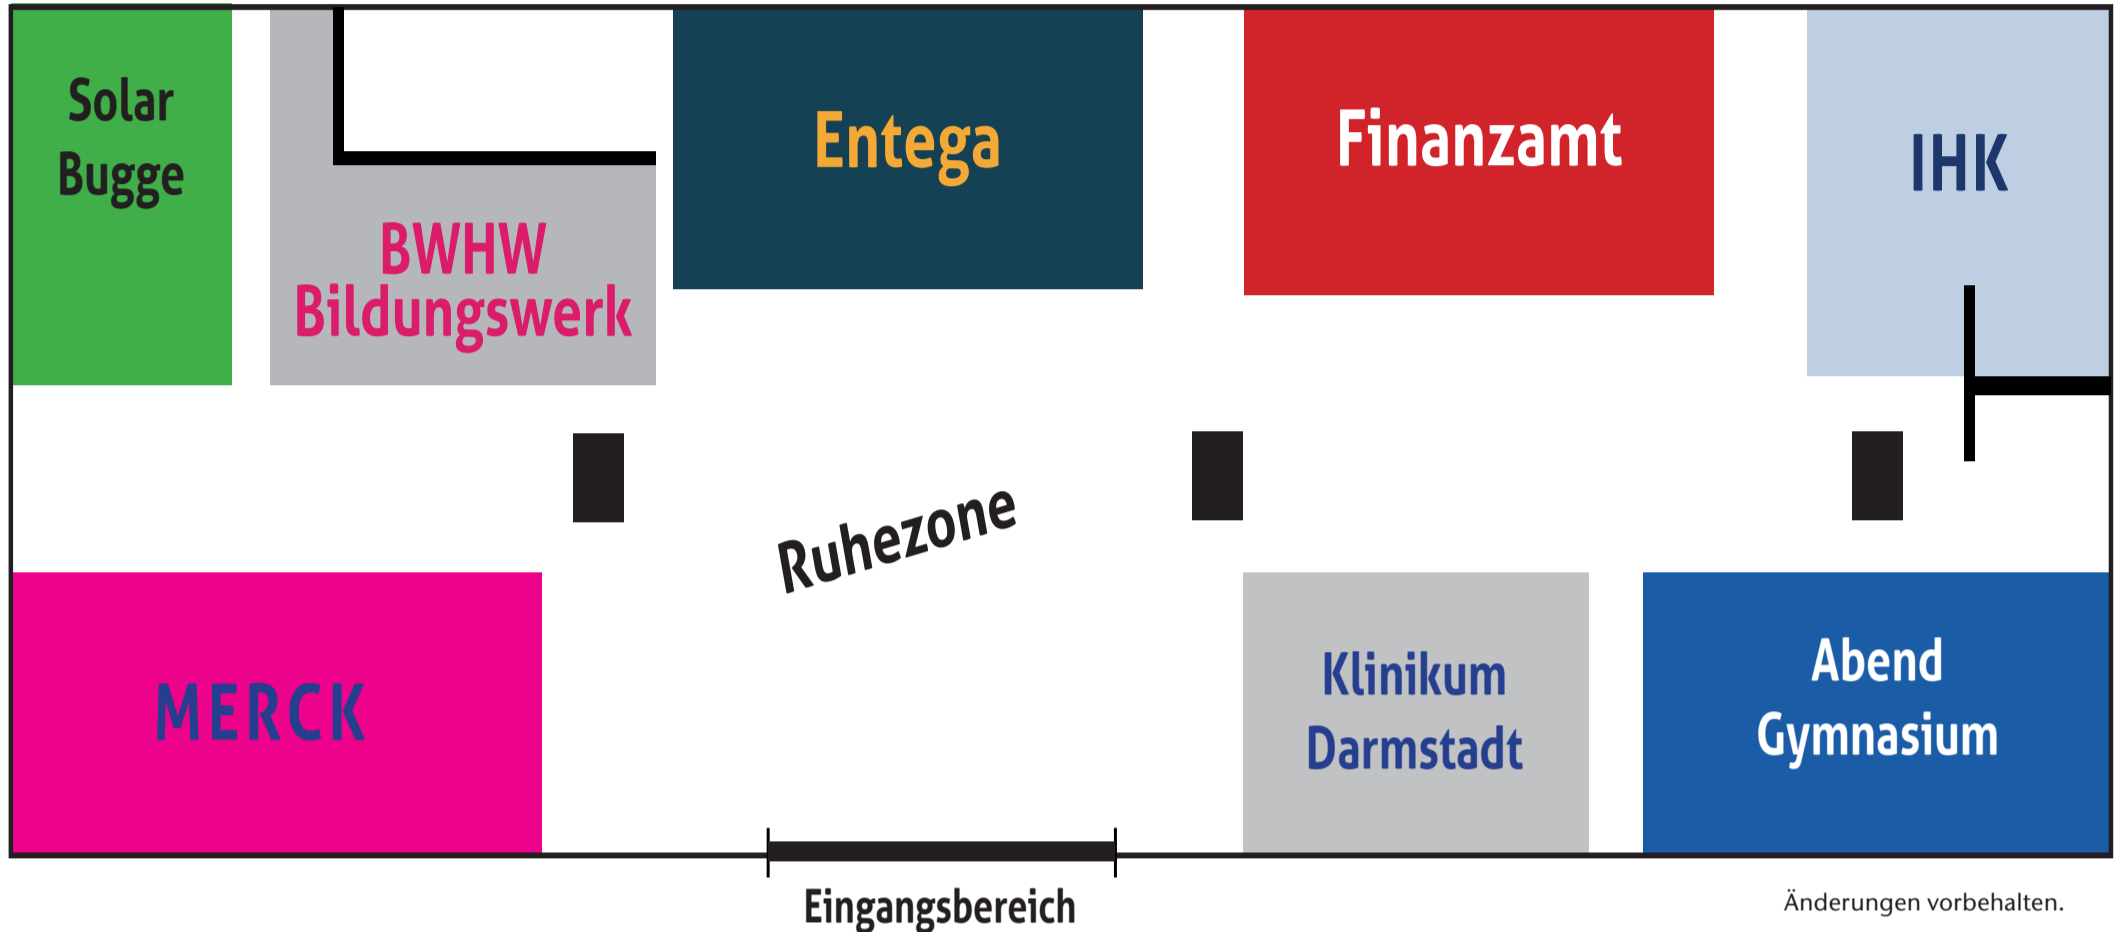 Solar
Bugge
BWHW
Bildungswerk
Entega
Finanzamt
IHK
Ruhezone
MERCK
Klinikum
Darmstadt
Abend
Gymnasium
Eingangsbereich
Änderungen vorbehalten.